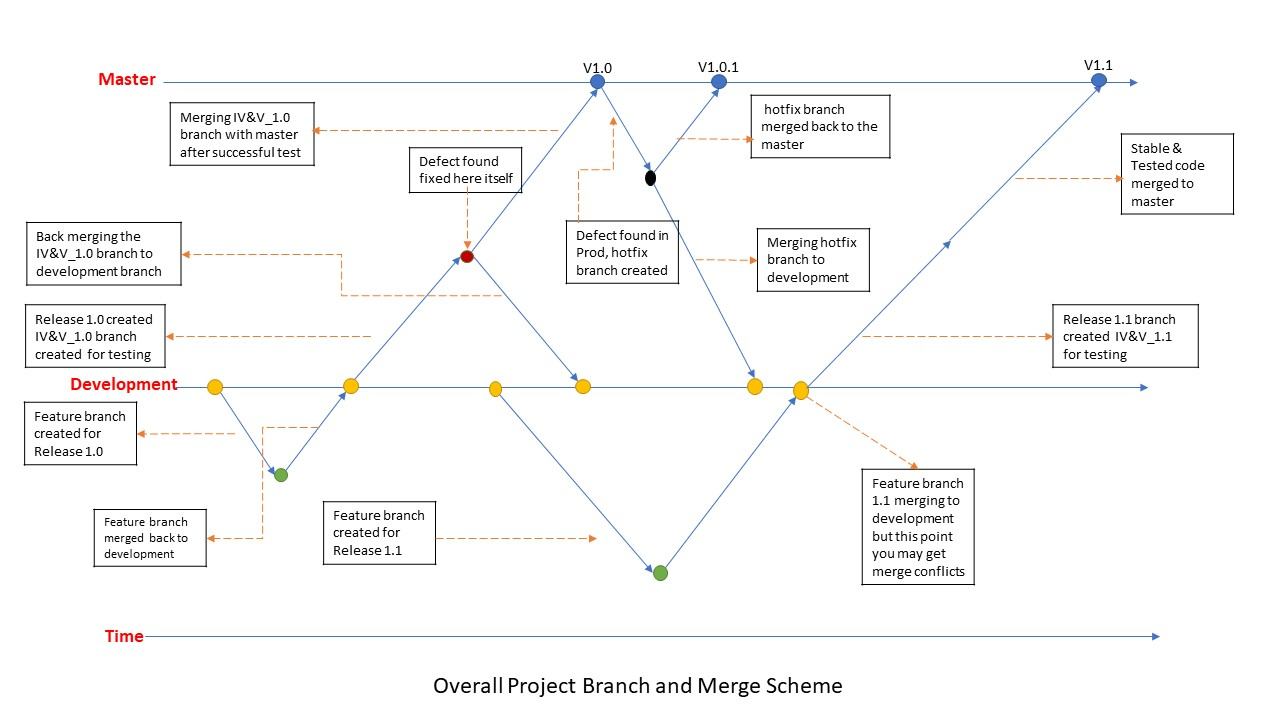 V1.0
V1.0.1
V1.1
Master
Merging IV&V_1.0
branch with master
after successful test
hotfix branch
merged back to the
master
Defect found
fixed here itself
Stable &
Tested code
merged to
master
Back merging the
IV&V_1.0 branch to
development branch
Defect found in
Prod, hotfix
branch created
Merging hotfix
branch to
development
Release 1.0 created
IV&V_1.0 branch
created for testing
Release 1.1 branch
created IV&V_1.1
for testing
Development
Feature branch
created for
Release 1.0
Feature branch
merged back to
development
Feature branch
created for
Release 1.1
Feature branch
1.1 merging to
development
but this point
you may get
merge conflicts
Time
Overall Project Branch and Merge Scheme